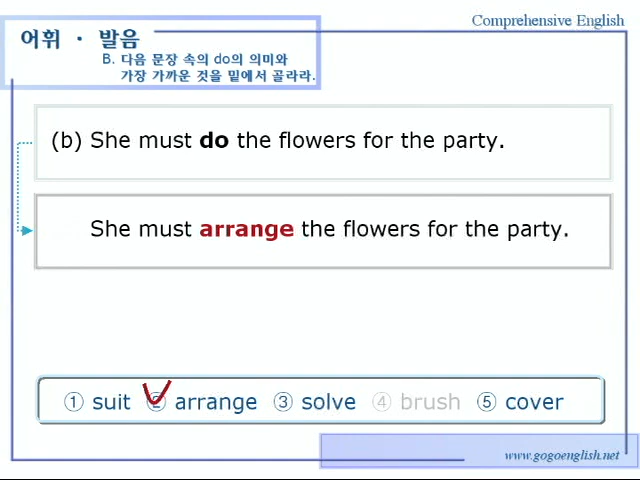 Comprehensive English
어휘 · 발음
B. 다음 문장 속의 do의 의미와
가장 가까운 것을 밑에서 골라라.
(b) She must do the flowers for the party.
She must arrange the flowers for the party.
① suit ② arrange ③ solve ④ brush ⑤ cover
www.gogoenglish.net